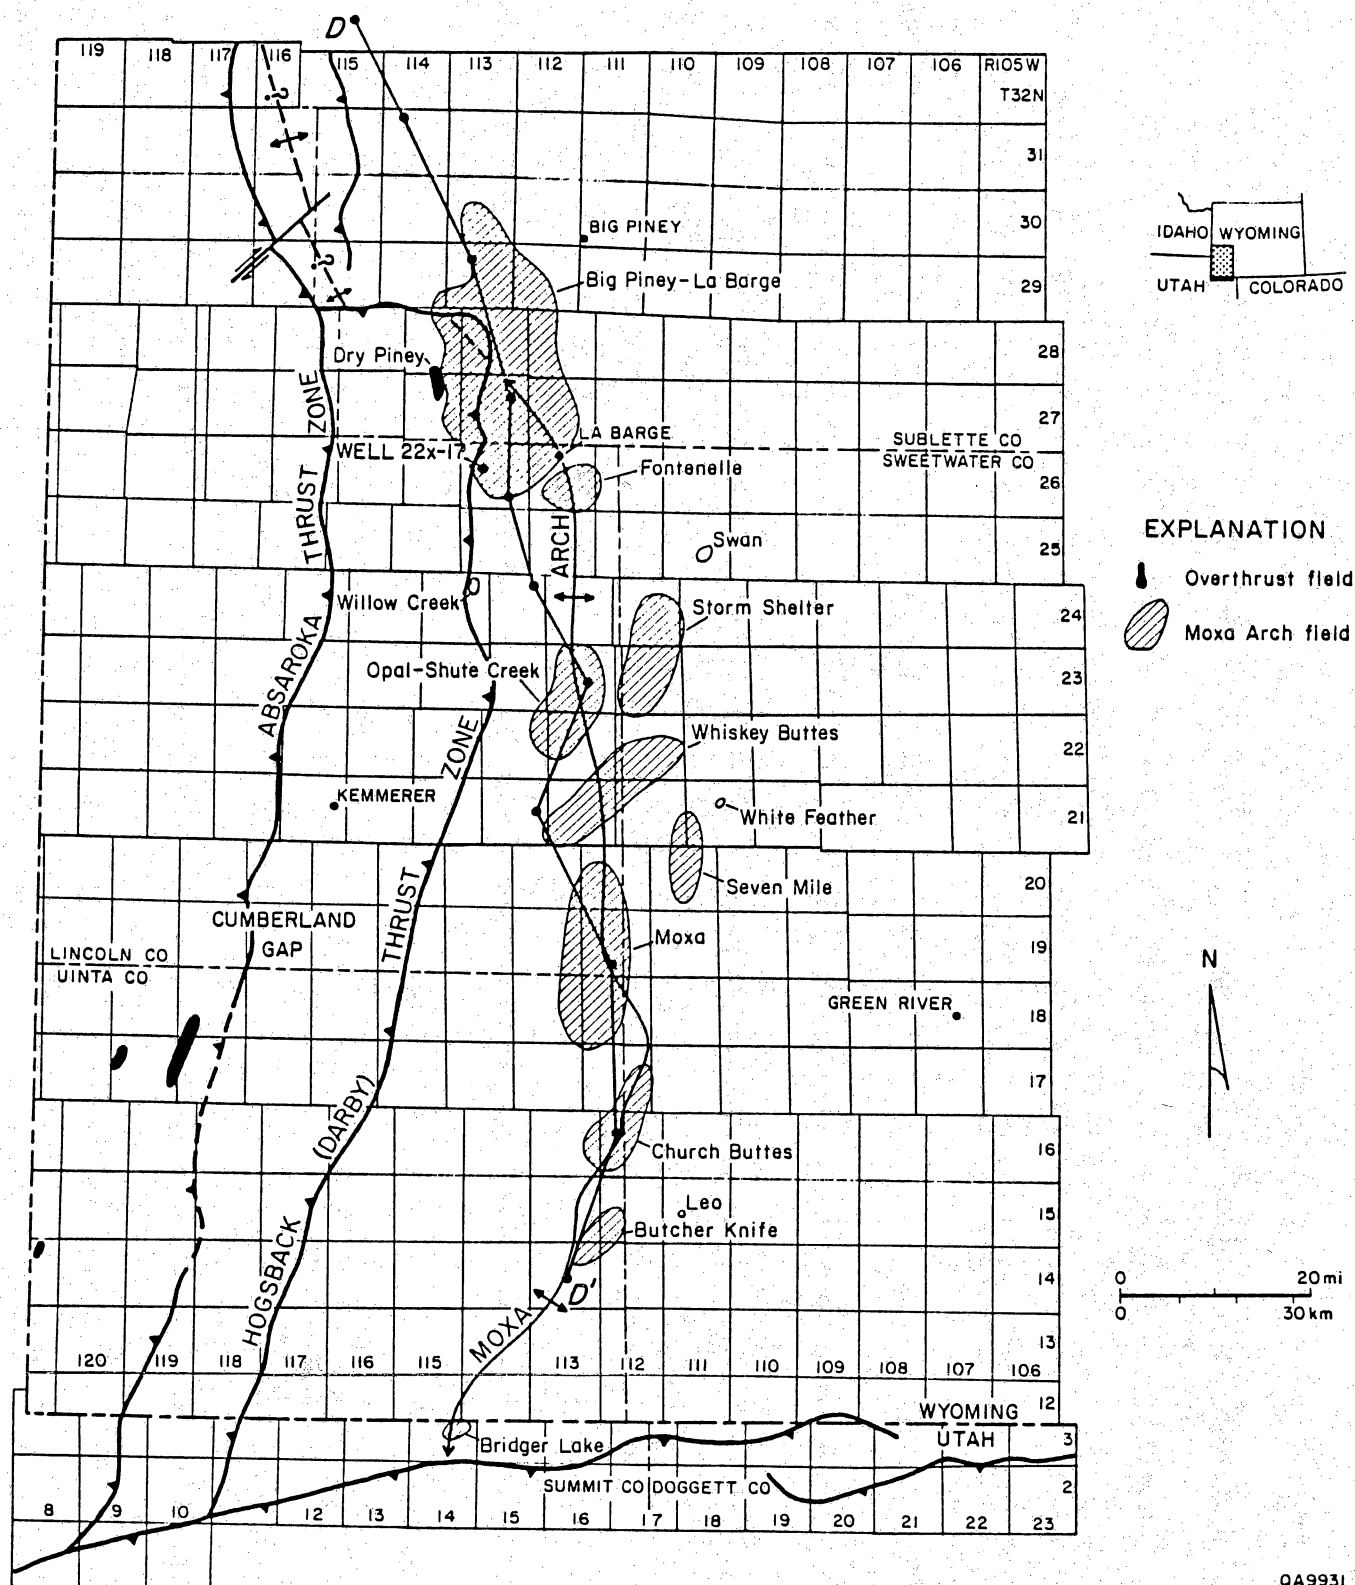 D
119 118 117 116 115 114 113 112 111 110 109 108 107 106 R105W
T32N
?
31
30
BIG PINEY
29
Big Piney-La Barge
?
28
Dry Piney
27
LA BARGE
SUBLETTE CO
SWEETWATER CO
WELL 22x-17
Fontenelle
26
25
Swan
ARCH
Willow Creek
24
Storm Shelter
Opal-Shute Creek
23
22
Whiskey Buttes
KEMMERER
21
White Feather
20
Seven Mile
CUMBERLAND
GAP
19
Moxa
LINCOLN CO
UINTA CO
18
GREEN RIVER
17
16
Church Buttes
15
Leo
Butcher Knife
14
D'
13
MOXA
120 119 118 117 116 115 113 112 111 110 109 108 107 106
12
WYOMING
UTAH
3
Bridger Lake
2
SUMMIT CO DOGGETT CO
8 9 10 12 13 14 15 16 17 18 19 20 21 22 23
ABSAROKA THRUST ZONE
HOGSBACK (DARBY) THRUST ZONE
IDAHO WYOMING
UTAH COLORADO
EXPLANATION
Overthrust field
Moxa Arch field
N
0 20 mi
0 30 km
QA9931